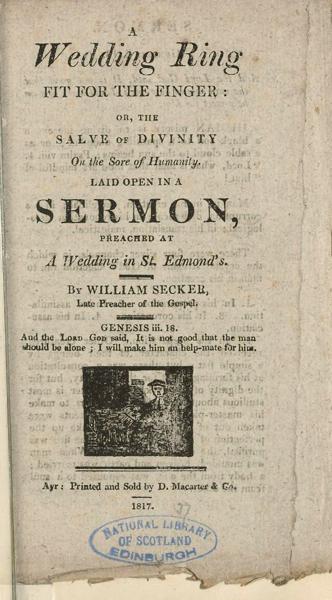 A
Wedding Ring
FIT FOR THE FINGER:
OR, THE
SALVE OF DIVINITY
On the Sore of Humanity.
LAID OPEN IN A
SERMON,
PREACHED AT
A Wedding in St. Edmond's.
BY WILLIAM SECKER,
Late Preacher of the Gospel.
GENESIS iii. 18.
And the LORD GOD said, It is not good that the man
should be alone; I will make him an help-mate for him.
Ayr: Printed and Sold by D. Macarter & Co.
1817.
37
NATIONAL LIBRARY
OF SCOTLAND
EDINBURGH